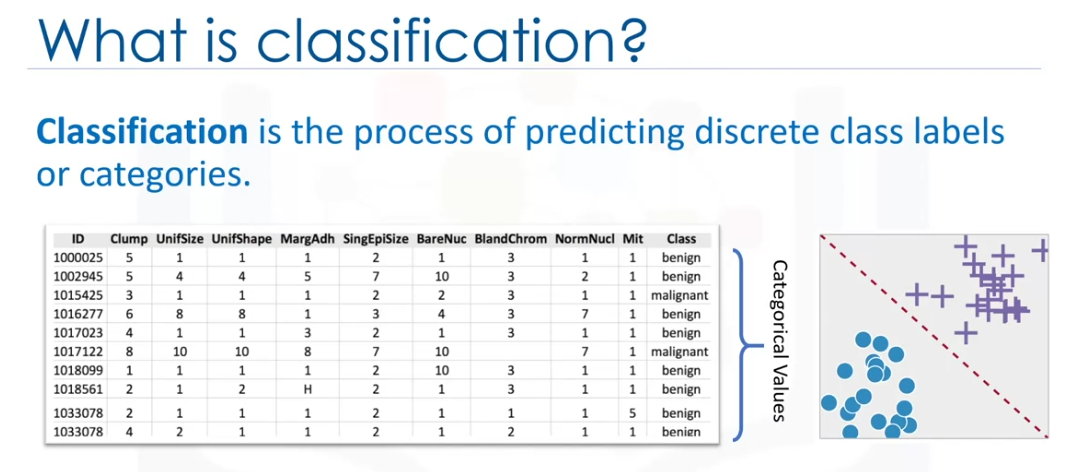 What is classification?
Classification is the process of predicting discrete class labels
or categories.
ID Clump UnifSize UnifShape MargAdh SingEpiSize BareNuc BlandChrom NormNucl Mit Class
1000025 5 1 1 1 2 1 3 1 1 benign
1002945 5 4 4 5 7 10 3 2 1 benign
1015425 3 1 1 1 2 2 3 1 1 malignant
1016277 6 8 8 1 3 4 3 7 1 benign
1017023 4 1 1 3 2 1 3 1 1 benign
1017122 8 10 10 8 7 10 7 1 malignant
1018099 1 1 1 1 2 10 3 1 1 benign
1018561 2 1 2 H 2 1 3 1 1 benign
1033078 2 1 1 1 2 1 1 1 5 benign
1033078 4 2 1 1 2 1 2 1 1 benign
Categorical Values